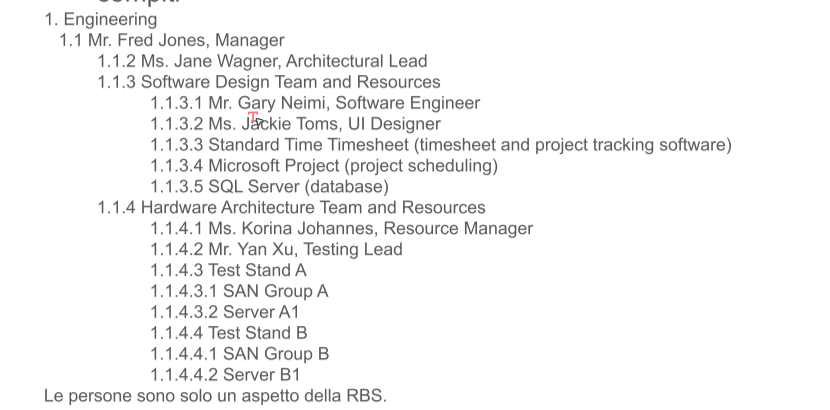 1. Engineering
1.1 Mr. Fred Jones, Manager
1.1.2 Ms. Jane Wagner, Architectural Lead
1.1.3 Software Design Team and Resources
1.1.3.1 Mr. Gary Neimi, Software Engineer
1.1.3.2 Ms. Jackie Toms, UI Designer
1.1.3.3 Standard Time Timesheet (timesheet and project tracking software)
1.1.3.4 Microsoft Project (project scheduling)
1.1.3.5 SQL Server (database)
1.1.4 Hardware Architecture Team and Resources
1.1.4.1 Ms. Korina Johannes, Resource Manager
1.1.4.2 Mr. Yan Xu, Testing Lead
1.1.4.3 Test Stand A
1.1.4.3.1 SAN Group A
1.1.4.3.2 Server A1
1.1.4.4 Test Stand B
1.1.4.4.1 SAN Group B
1.1.4.4.2 Server B1
Le persone sono solo un aspetto della RBS.